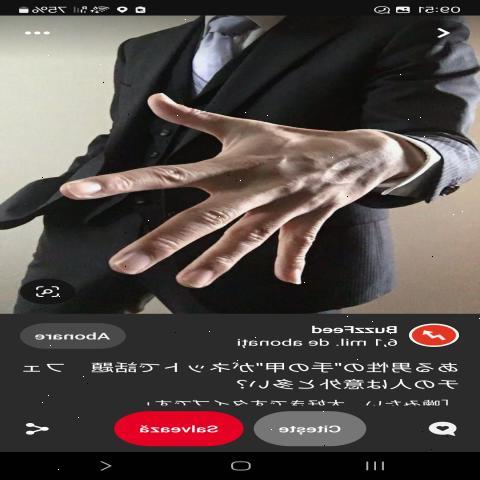 09:51
75%
BuzzFeed
6,1 mil. de abonați
Abonare
ある男性の"手の甲"がネットで話題　フェ
チの人は意外と多い?
Citește
Salvează